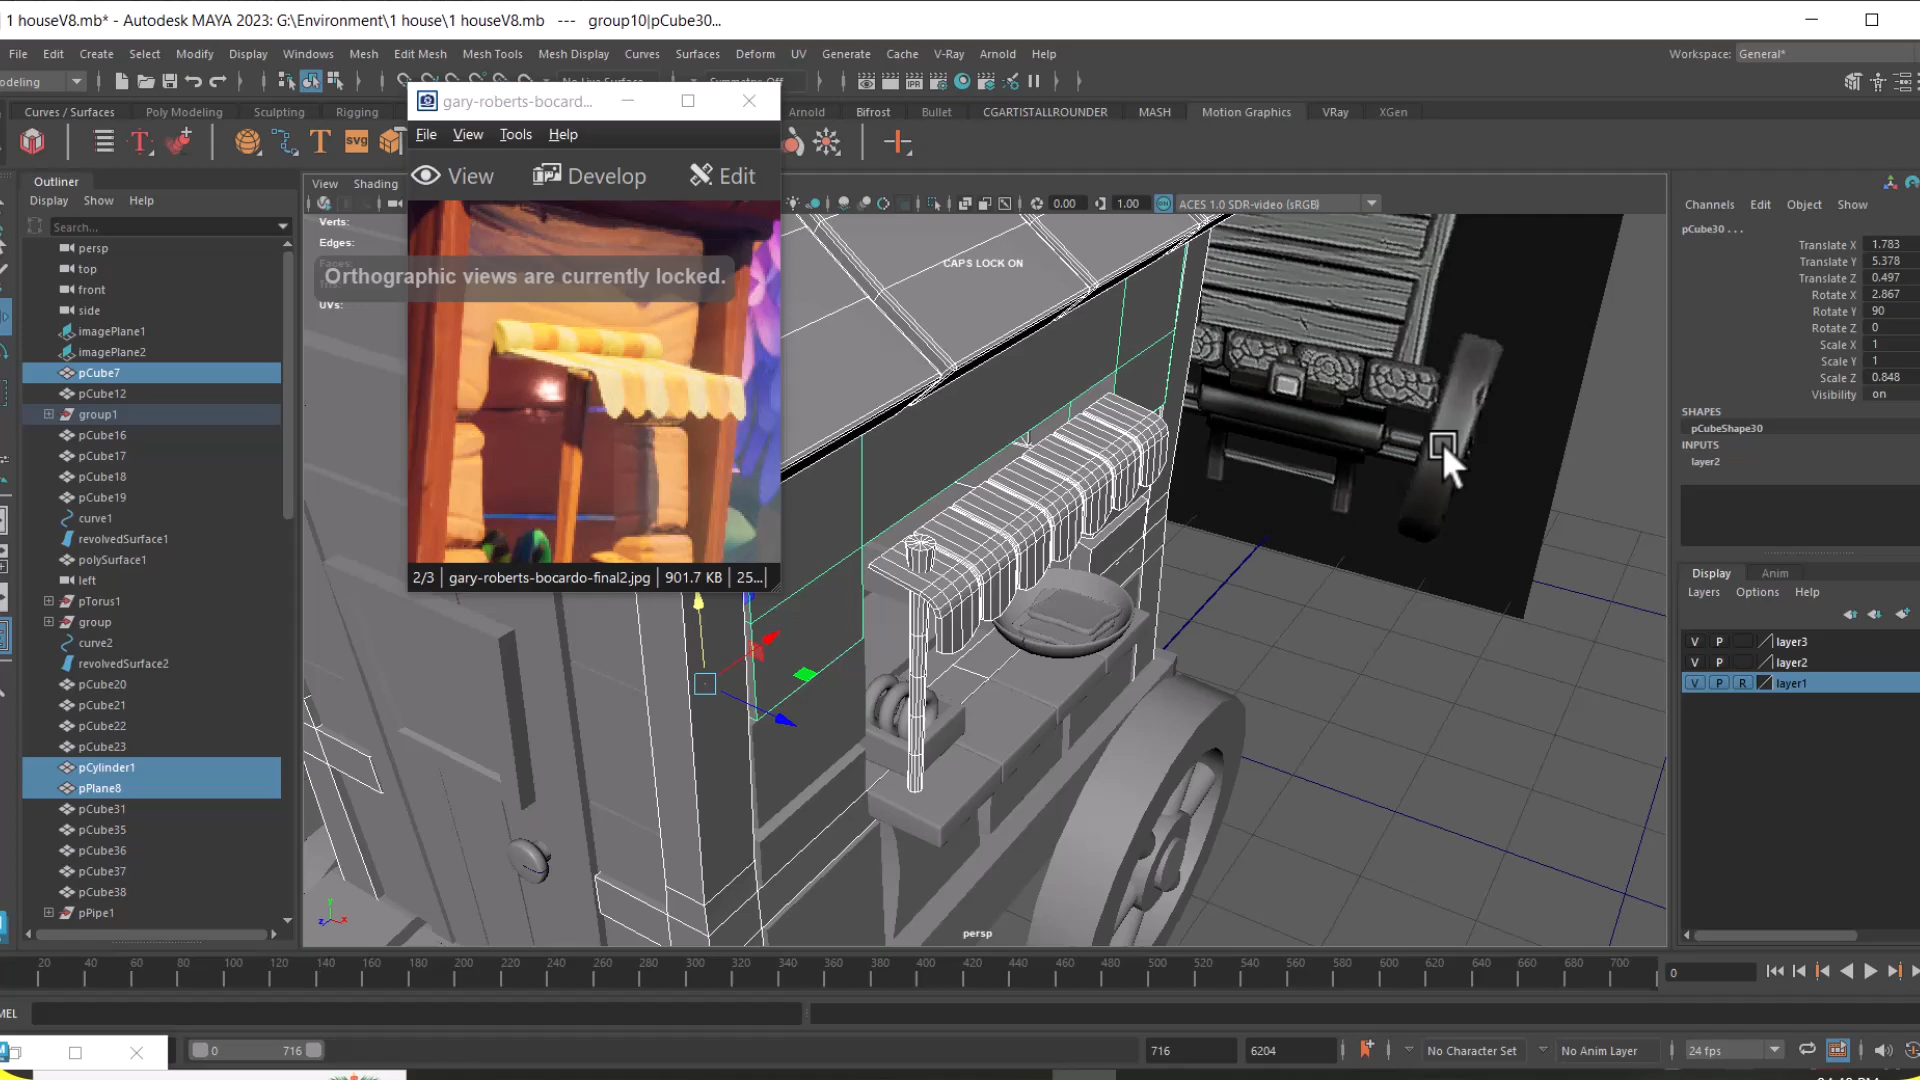 1 houseV8.mb* - Autodesk MAYA 2023: G:\Environment\1 house\1 houseV8.mb --- group10|pCube30...
File Edit Create Select Modify Display Windows Mesh Edit Mesh Mesh Tools Mesh Display Curves Surfaces Deform UV Generate Cache V-Ray Arnold Help
Workspace: General*
Curves / Surfaces Poly Modeling Sculpting Rigging Arnold Bifrost Bullet CGARTISTALLROUNDER MASH Motion Graphics VRay XGen
gary-roberts-bocard...
File View Tools Help
View Develop Edit
Outliner
Display Show Help
Search...
persp
top
front
side
imagePlane1
imagePlane2
pCube7
pCube12
group1
pCube16
pCube17
pCube18
pCube19
curve1
revolvedSurface1
polySurface1
left
pTorus1
group
curve2
revolvedSurface2
pCube20
pCube21
pCube22
pCube23
pCylinder1
pPlane8
pCube31
pCube35
pCube36
pCube37
pCube38
pPipe1
View Shading
0.00 1.00 ACES 1.0 SDR-video (sRGB)
Verts:
Edges:
UVs:
Orthographic views are currently locked.
CAPS LOCK ON
2/3 gary-roberts-bocardo-final2.jpg 901.7 KB 25...
persp
Channels Edit Object Show
pCube30 . . .
Translate X 1.783
Translate Y 5.378
Translate Z 0.497
Rotate X 2.867
Rotate Y 90
Rotate Z 0
Scale X 1
Scale Y 1
Scale Z 0.848
Visibility on
SHAPES
pCubeShape30
INPUTS
layer2
Display Anim
Layers Options Help
V P layer3
V P layer2
V P R layer1
20 40 60 80 100 120 140 160 180 200 220 240 260 280 300 320 340 360 380 400 420 440 460 480 500 520 540 560 580 600 620 640 660 680 700
0
MEL
0 716
716 6204 No Character Set No Anim Layer 24 fps